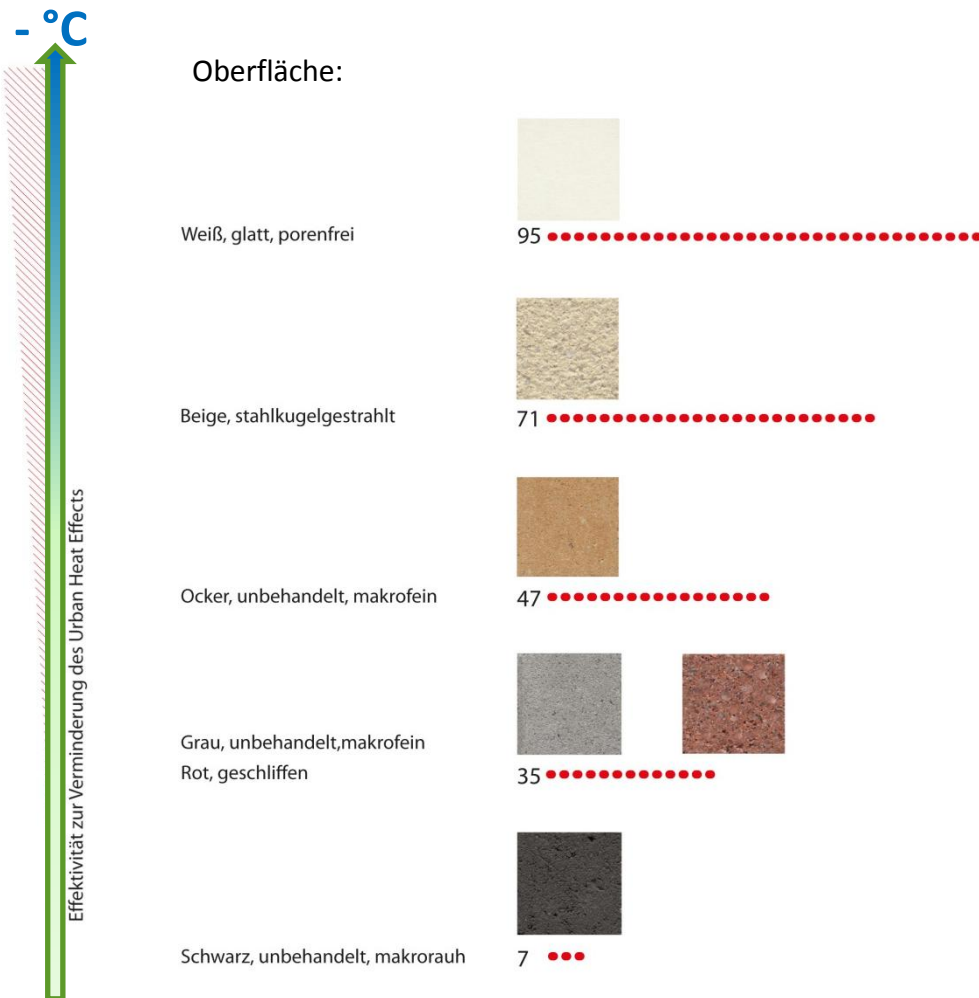 - °C
Oberfläche:
Weiß, glatt, porenfrei
95
Beige, stahlkugelgestrahlt
71
Ocker, unbehandelt, makrofein
47
Grau, unbehandelt,makrofein
Rot, geschliffen
35
Schwarz, unbehandelt, makrorauh
7
Effektivität zur Verminderung des Urban Heat Effects